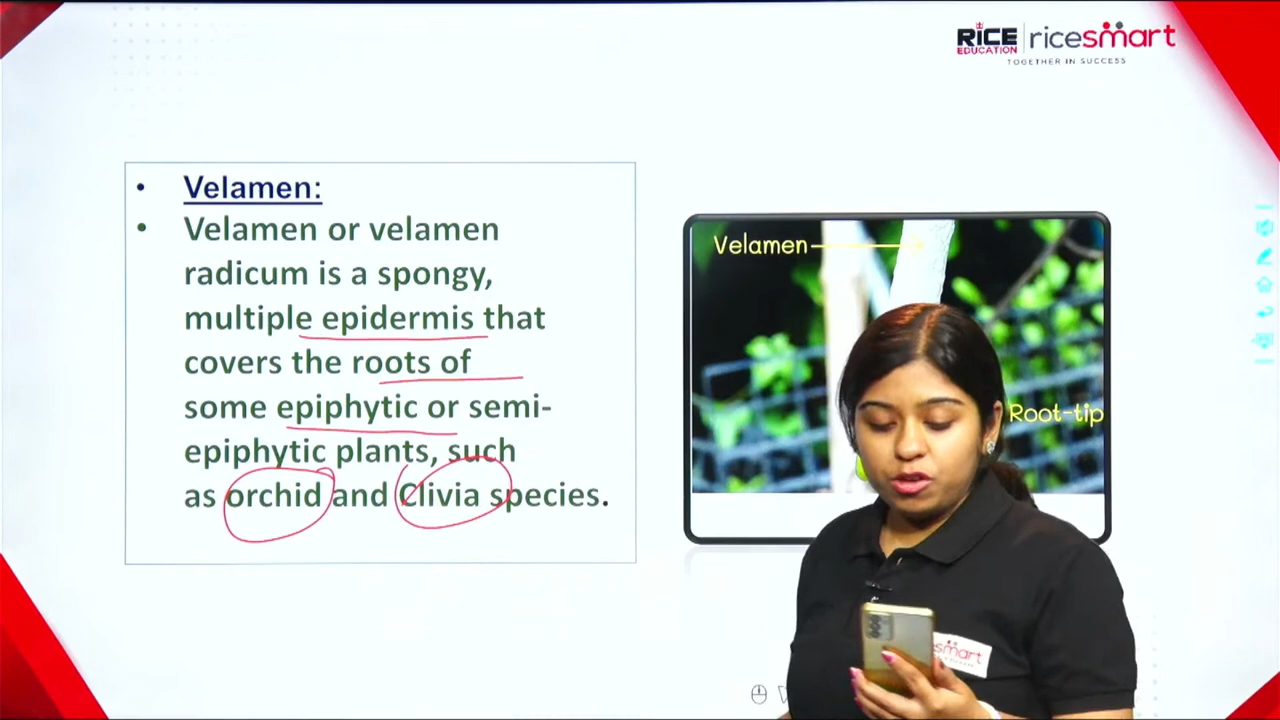 RICE
EDUCATION
ricesmart
TOGETHER IN SUCCESS
• Velamen:
• Velamen or velamen
radicum is a spongy,
multiple epidermis that
covers the roots of
some epiphytic or semi-
epiphytic plants, such
as orchid and Clivia species.
Velamen
Root-tip
smart